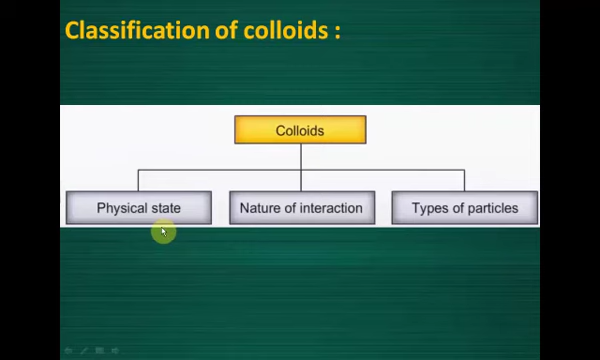 Classification of colloids :
Colloids
Physical state
Nature of interaction
Types of particles